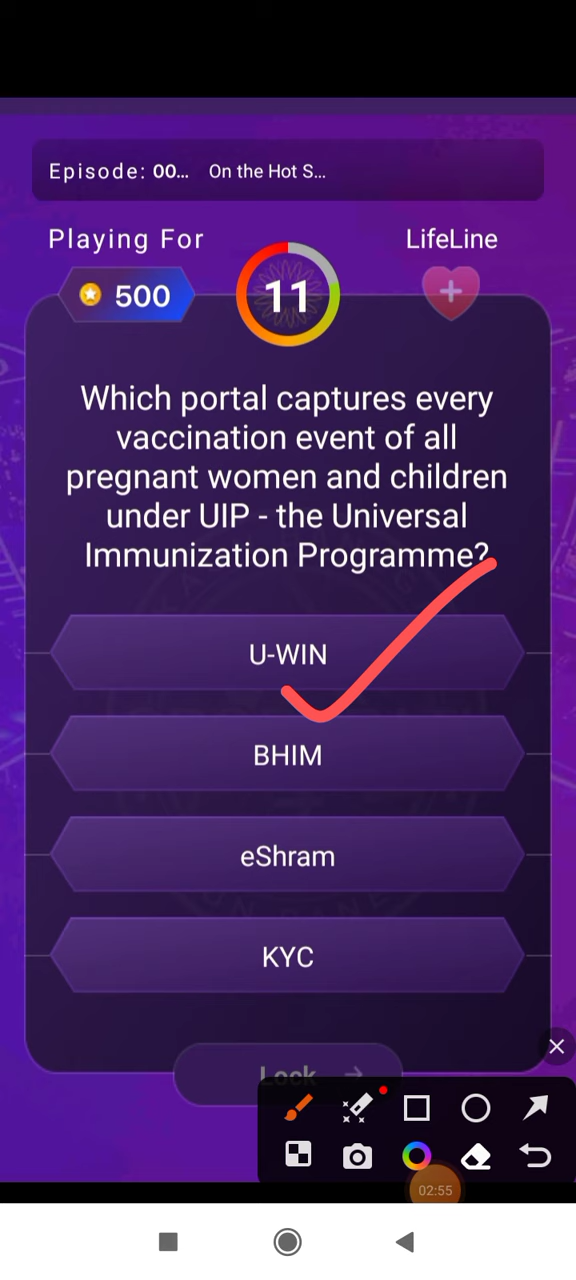 Episode: 00... On the Hot S...
Playing For
LifeLine
500
11
Which portal captures every
vaccination event of all
pregnant women and children
under UIP - the Universal
Immunization Programme?
U-WIN
BHIM
eShram
KYC
Lock
02:55